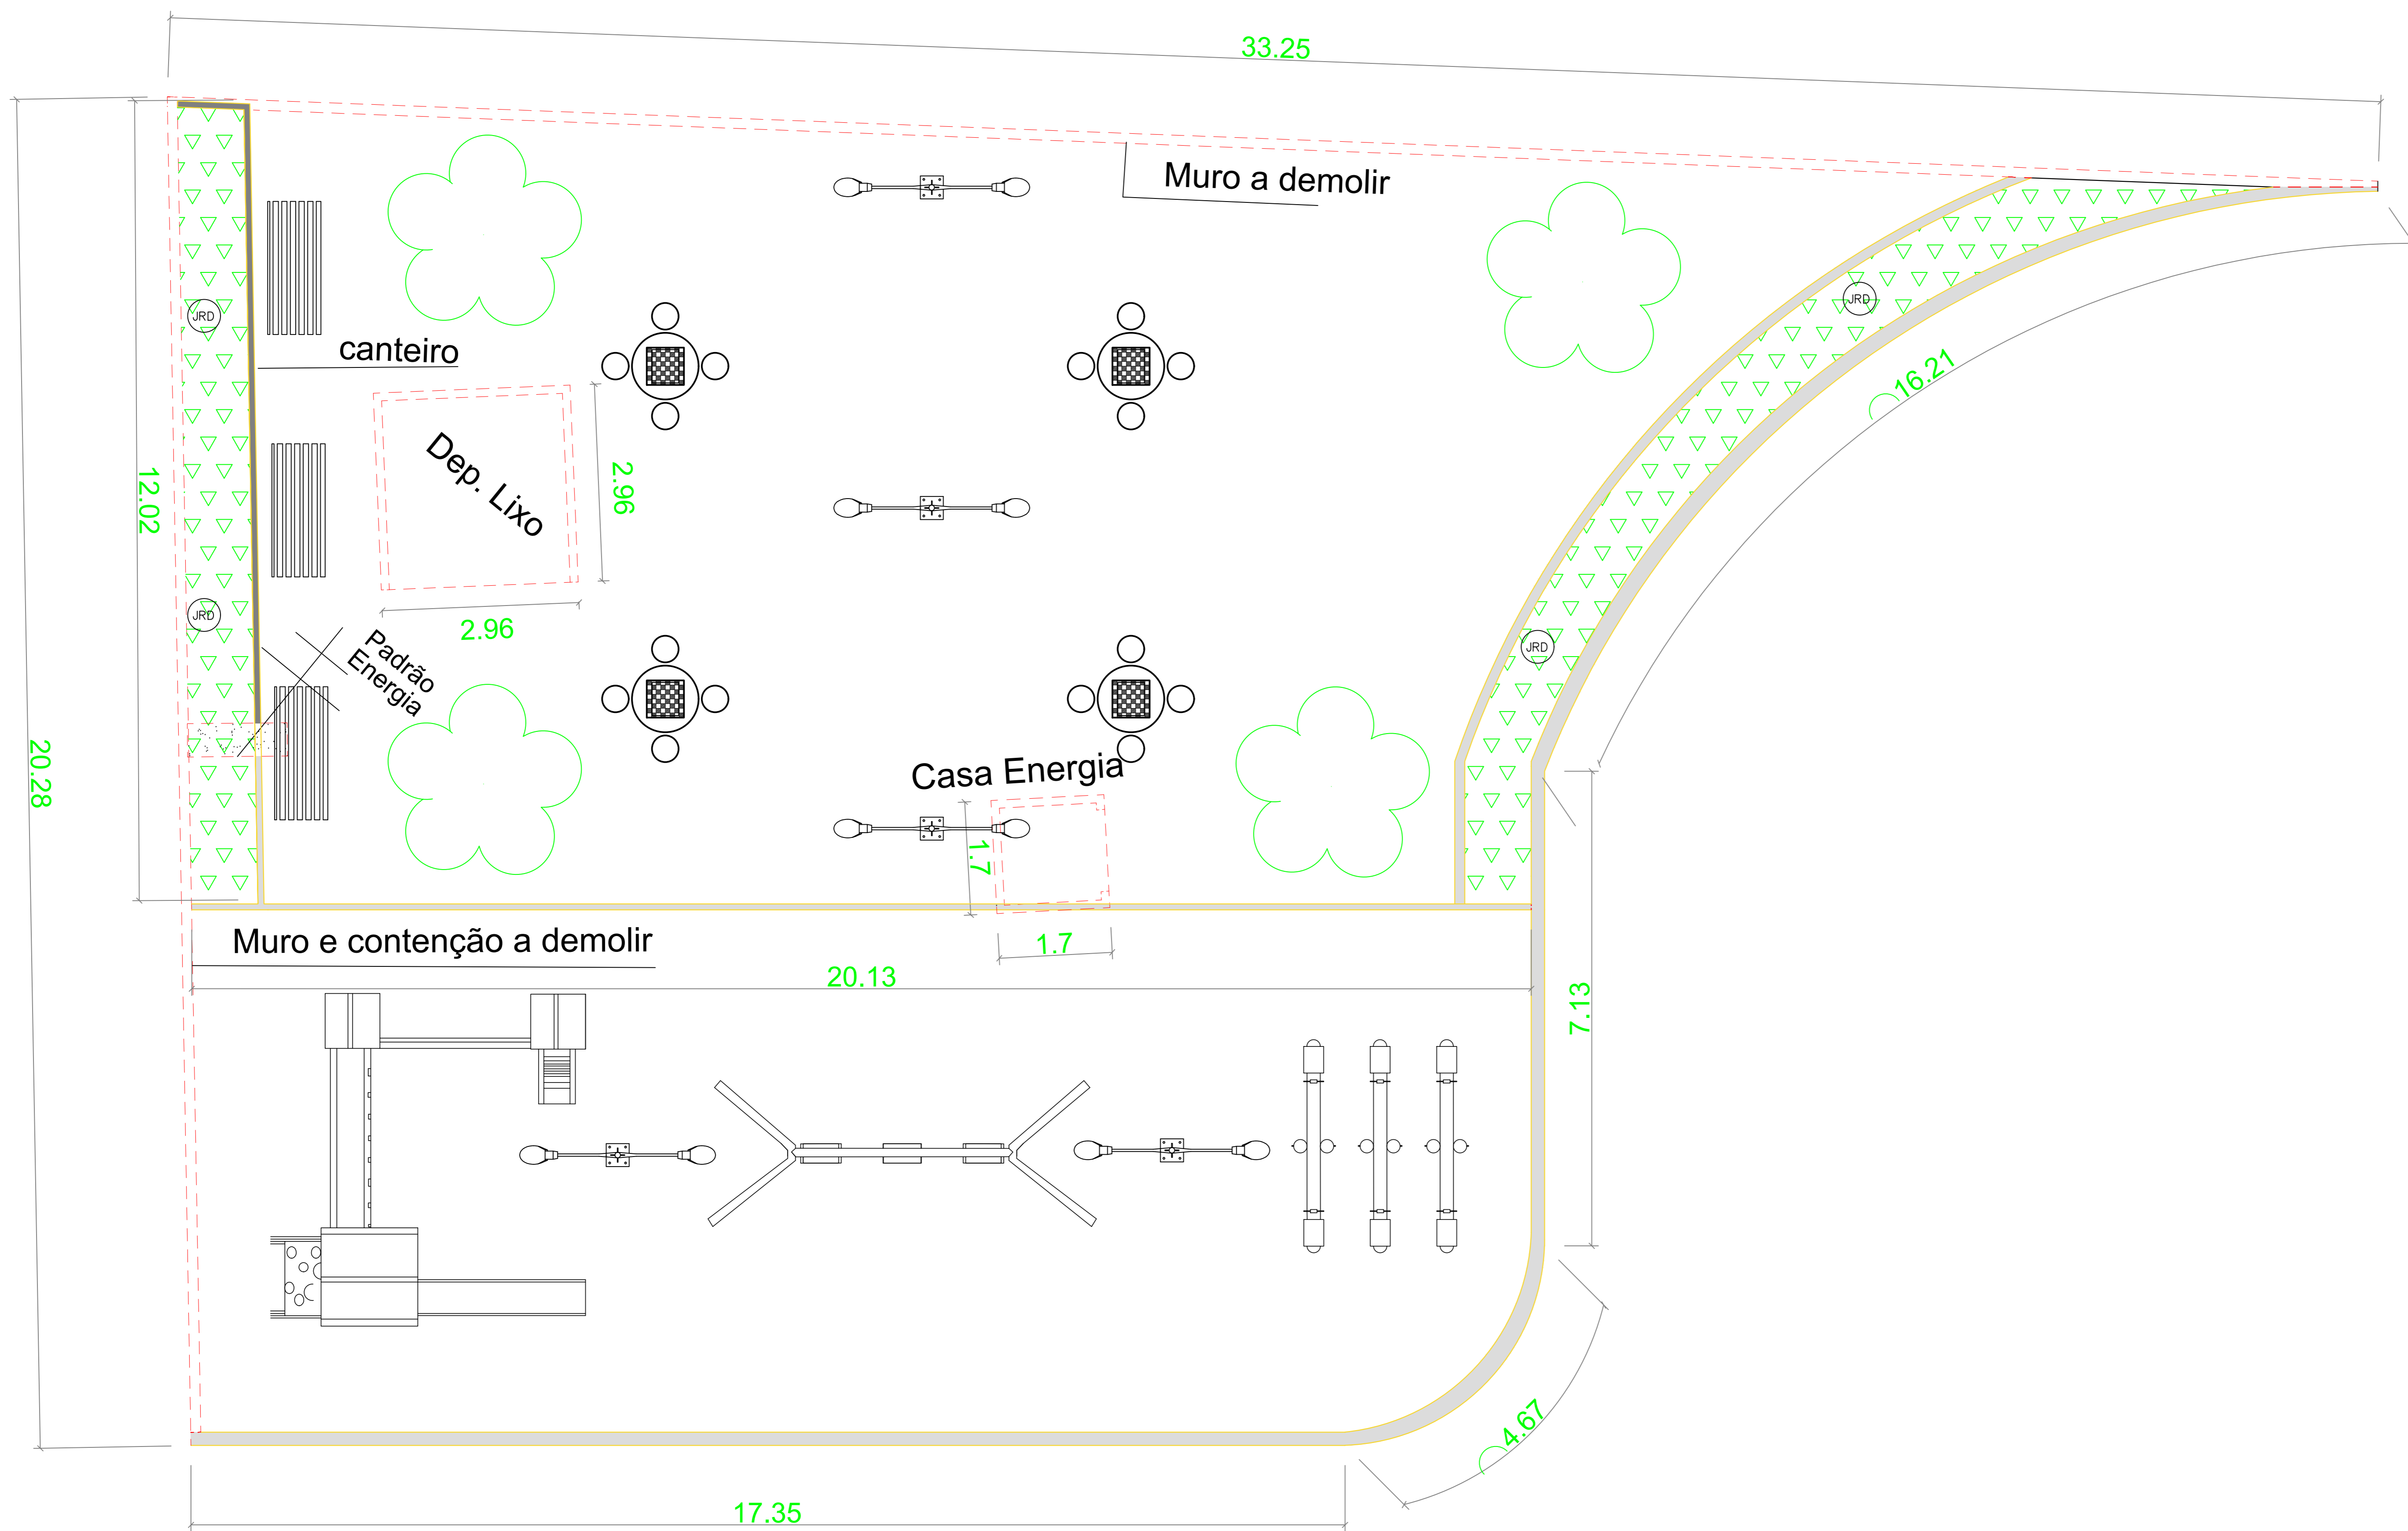 33.25
Muro a demolir
JRD
JRD
canteiro
16.21
12.02
Dep. Lixo
2.96
2.96
JRD
Padrão
Energia
JRD
20.28
Casa Energia
1.7
Muro e contenção a demolir
1.7
20.13
7.13
4.67
17.35